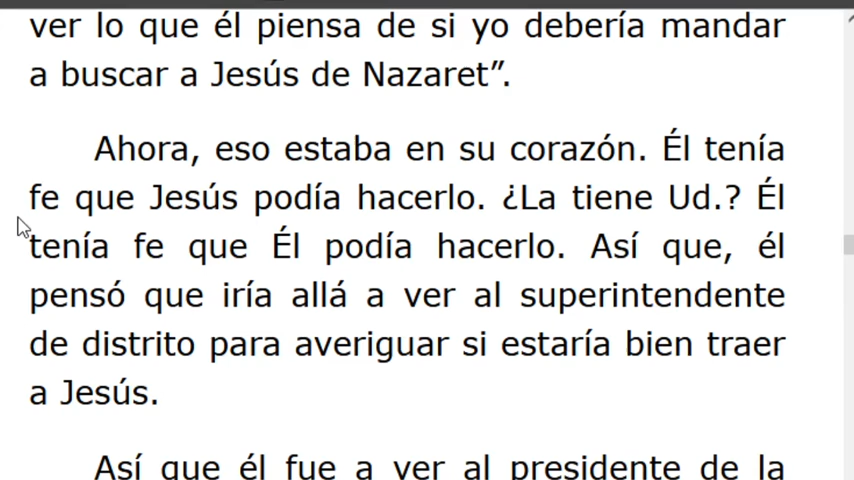 ver lo que él piensa de si yo debería mandar
a buscar a Jesús de Nazaret”.
Ahora, eso estaba en su corazón. Él tenía
fe que Jesús podía hacerlo. ¿La tiene Ud.? Él
tenía fe que Él podía hacerlo. Así que, él
pensó que iría allá a ver al superintendente
de distrito para averiguar si estaría bien traer
a Jesús.
Así que él fue a ver al presidente de la